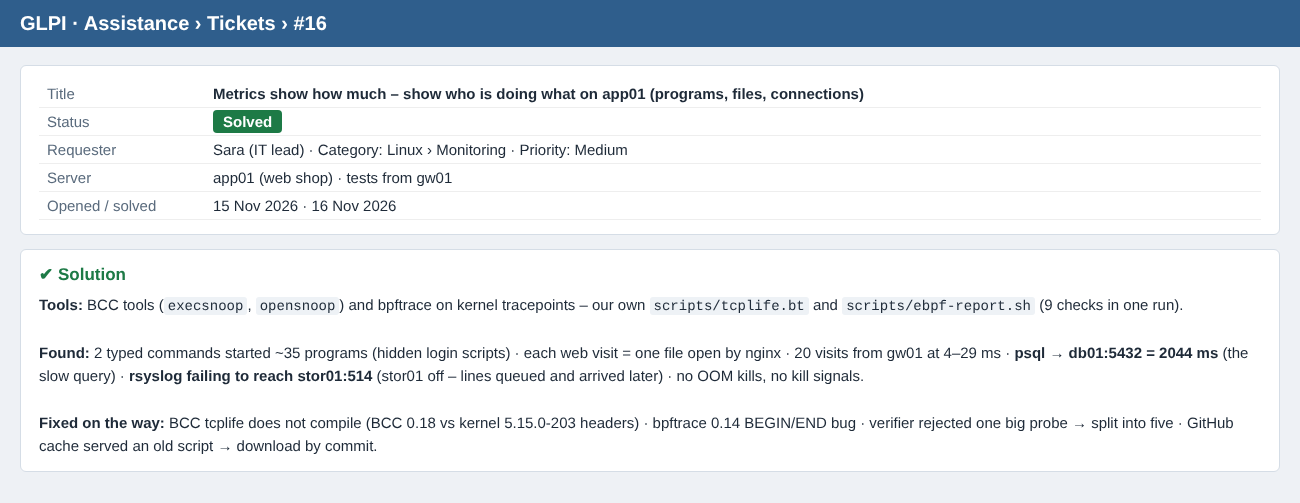 GLPI · Assistance › Tickets › #16
Title Metrics show how much – show who is doing what on app01 (programs, files, connections)
Status Solved
Requester Sara (IT lead) · Category: Linux › Monitoring · Priority: Medium
Server app01 (web shop) · tests from gw01
Opened / solved 15 Nov 2026 · 16 Nov 2026
✔ Solution
Tools: BCC tools ( execsnoop , opensnoop ) and bpftrace on kernel tracepoints – our own scripts/tcplife.bt and scripts/ebpf-report.sh (9 checks in one run).
Found: 2 typed commands started ~35 programs (hidden login scripts) · each web visit = one file open by nginx · 20 visits from gw01 at 4–29 ms · psql → db01:5432 = 2044 ms (the
slow query) · rsyslog failing to reach stor01:514 (stor01 off – lines queued and arrived later) · no OOM kills, no kill signals.
Fixed on the way: BCC tcplife does not compile (BCC 0.18 vs kernel 5.15.0-203 headers) · bpftrace 0.14 BEGIN/END bug · verifier rejected one big probe → split into five · GitHub
cache served an old script → download by commit.